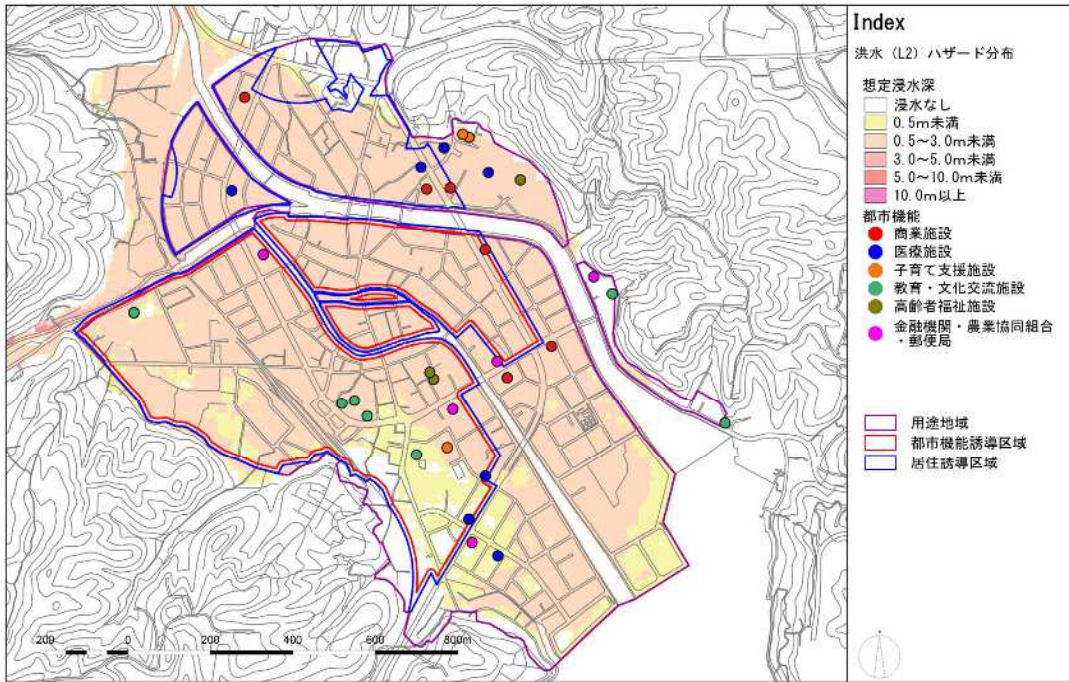 Index
洪水（L2）ハザード分布
想定浸水深
浸水なし
0.5m未満
0.5～3.0m未満
3.0～5.0m未満
5.0～10.0m未満
10.0m以上
都市機能
商業施設
医療施設
子育て支援施設
教育・文化交流施設
高齢者福祉施設
金融機関・農業協同組合
・郵便局
用途地域
都市機能誘導区域
居住誘導区域
200 0 200 400 600 800m